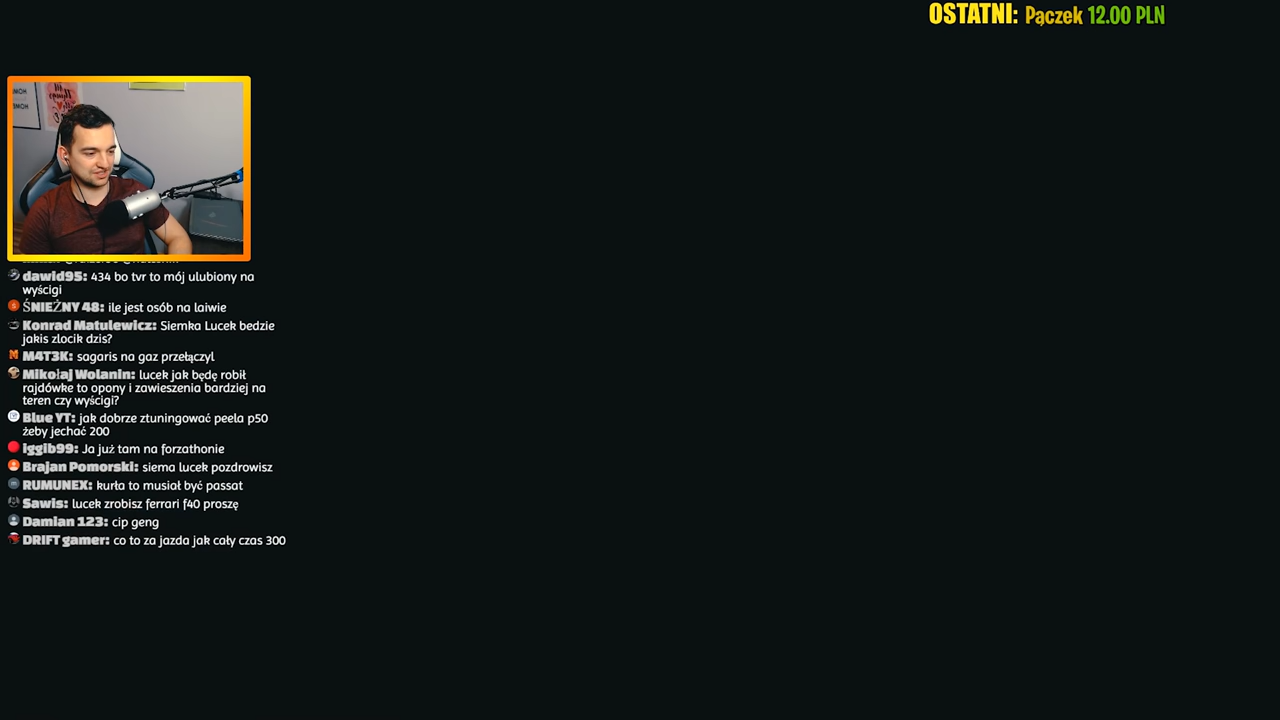 OSTATNI: Pączek 12.00 PLN
dawid95: 434 bo tvr to mój ulubiony na
wyścigi
ŚNIEŻNY 48: ile jest osób na laiwie
Konrad Matulewicz: Siemka Lucek bedzie
jakis zlocik dzis?
M4T3K: sagaris na gaz przełączyl
Mikołaj Wolanin: lucek jak będę robił
rajdówke to opony i zawieszenia bardziej na
teren czy wyścigi?
Blue YT: jak dobrze ztuningować peela p50
żeby jechać 200
iggib99: Ja już tam na forzathonie
Brajan Pomorski: siema lucek pozdrowisz
RUMUNEX: kurła to musiał być passat
Sawis: lucek zrobisz ferrari f40 proszę
Damian 123: cip geng
DRIFT gamer: co to za jazda jak cały czas 300